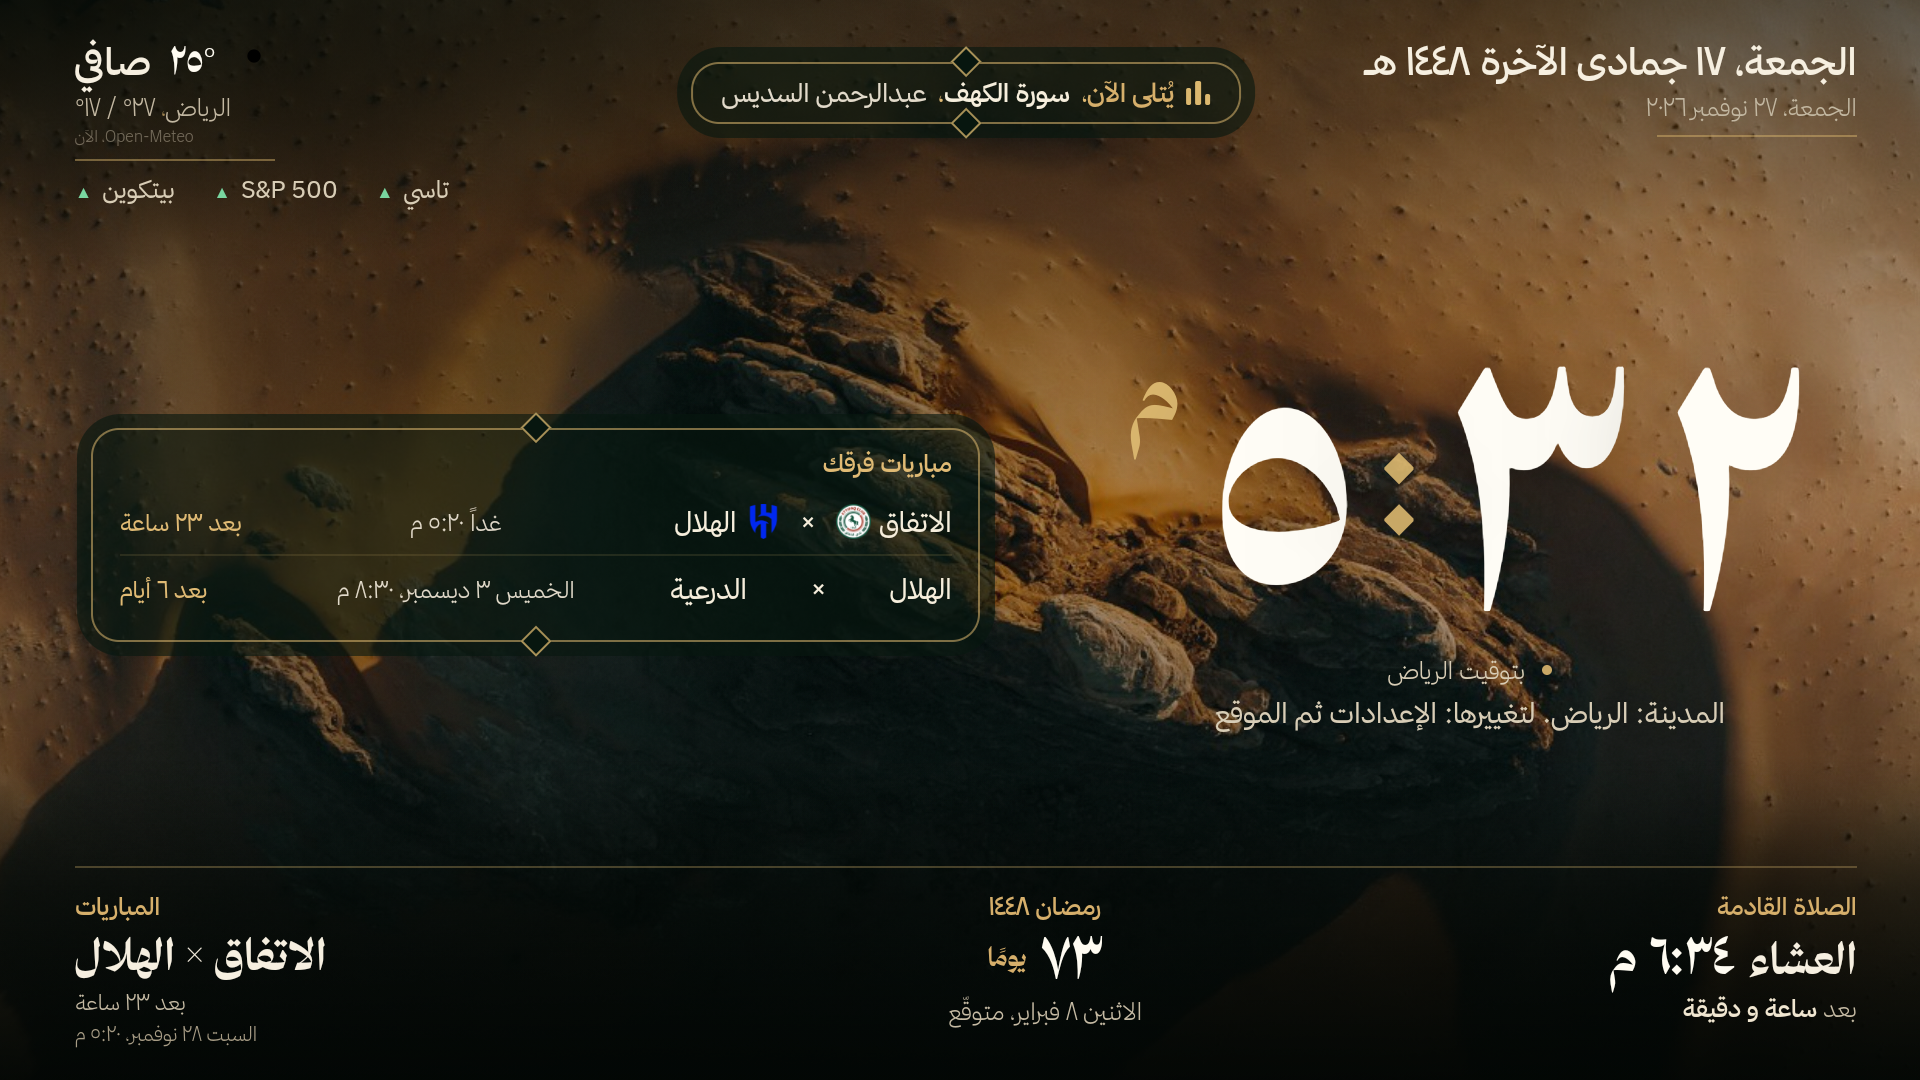 الجمعة، ١٧ جمادى الآخرة ١٤٤٨ هـ
الجمعة، ٢٧ نوفمبر ٢٠٢٦
يُتلى الآن، سورة الكهف، عبدالرحمن السديس
٢٥° صافي
الرياض، ٢٧° / ١٧°
Open-Meteo، الآن
تاسي ▲ S&P 500 ▲ بيتكوين ▲
٥:٣٢ م
بتوقيت الرياض
المدينة: الرياض. لتغييرها: الإعدادات ثم الموقع
مباريات فرقك
الاتفاق × الهلال غداً ٥:٢٠ م بعد ٢٣ ساعة
الهلال × الدرعية الخميس ٣ ديسمبر، ٨:٣٠ م بعد ٦ أيام
الصلاة القادمة
العشاء ٦:٣٤ م
بعد ساعة و دقيقة
رمضان ١٤٤٨
٧٣ يومًا
الاثنين ٨ فبراير، متوقّع
المباريات
الاتفاق × الهلال
بعد ٢٣ ساعة
السبت ٢٨ نوفمبر، ٥:٢٠ م